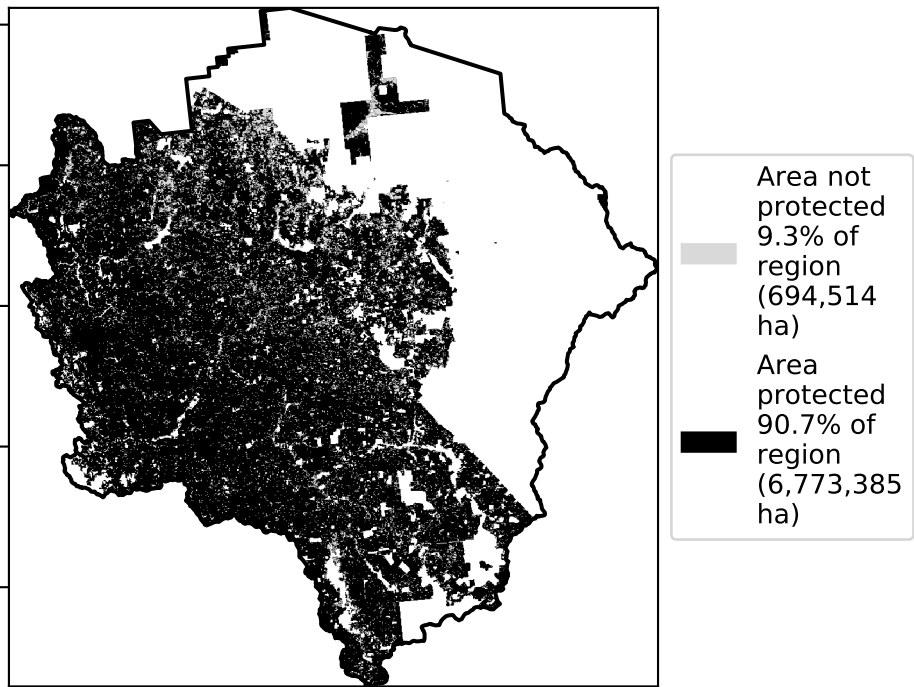 Area not
protected
9.3% of
region
(694,514
ha)
Area
protected
90.7% of
region
(6,773,385
ha)